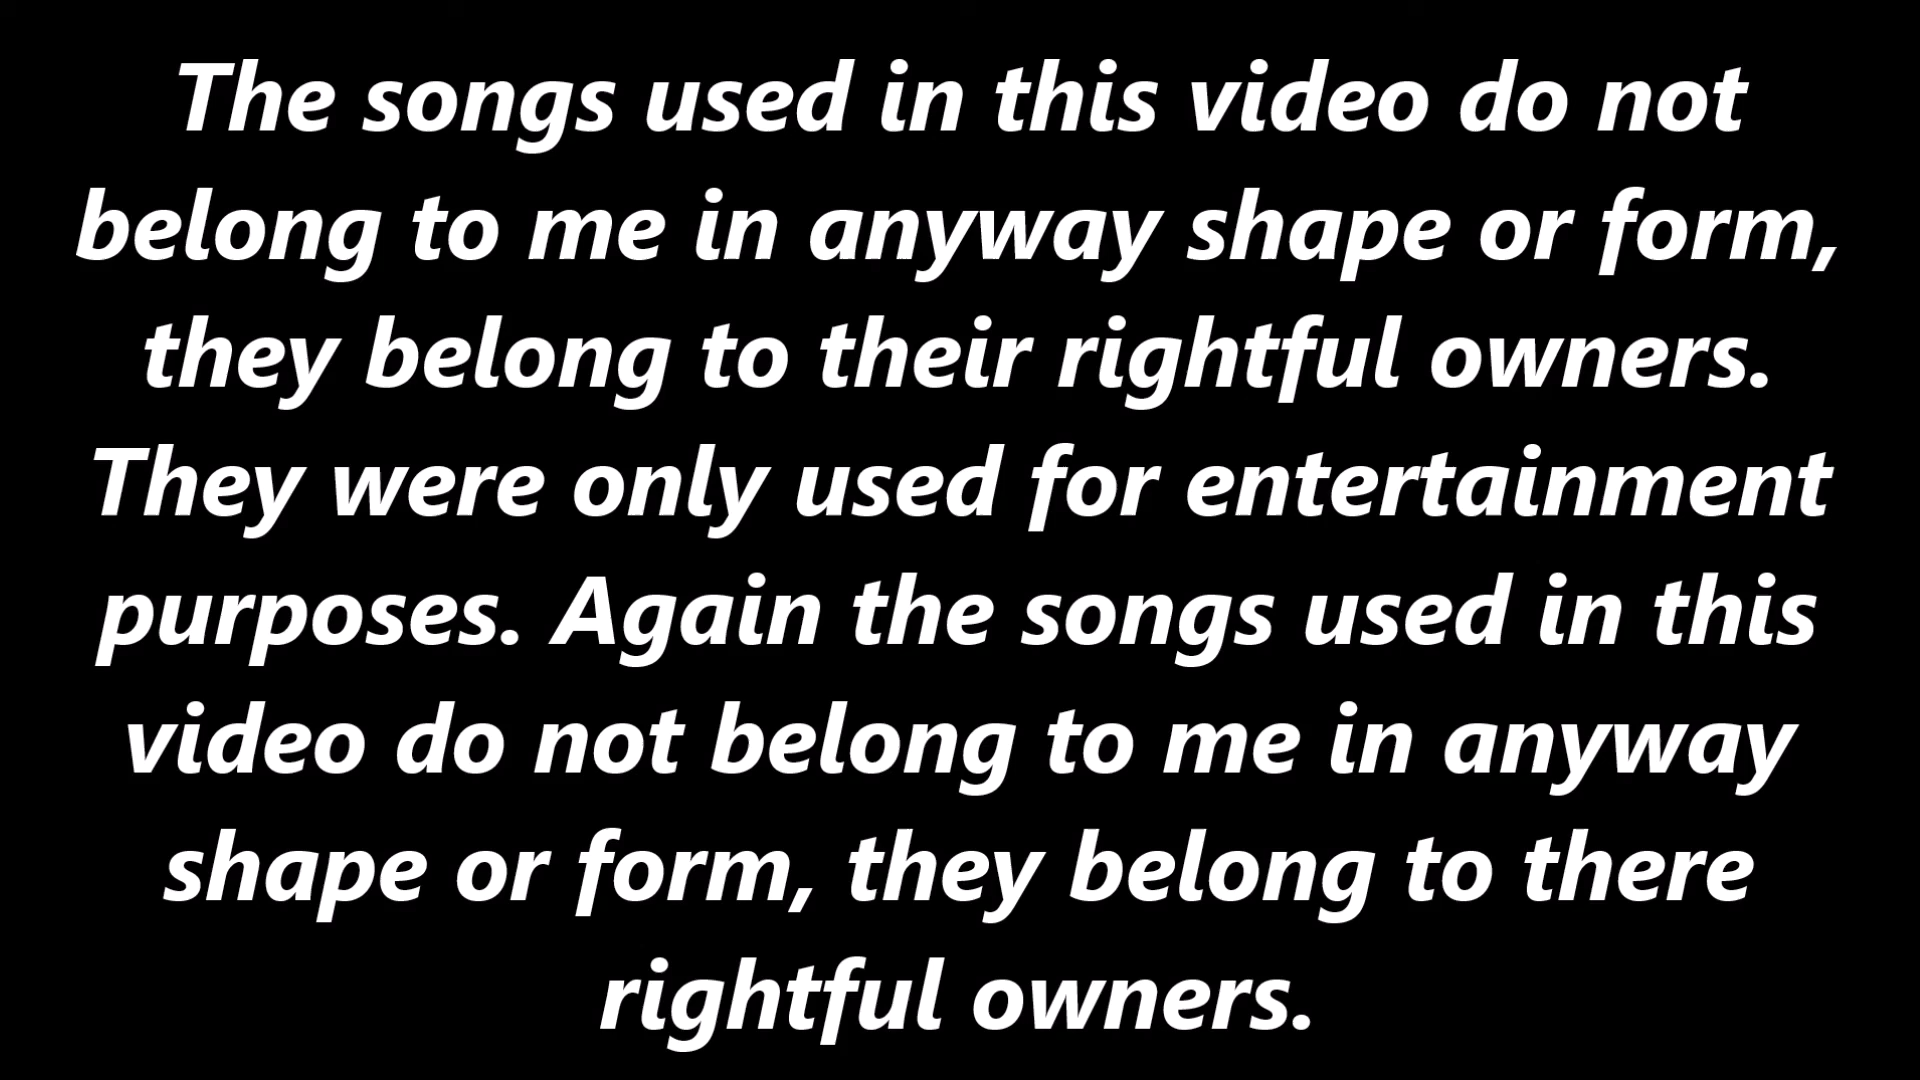 The songs used in this video do not
belong to me in anyway shape or form,
they belong to their rightful owners.
They were only used for entertainment
purposes. Again the songs used in this
video do not belong to me in anyway
shape or form, they belong to there
rightful owners.